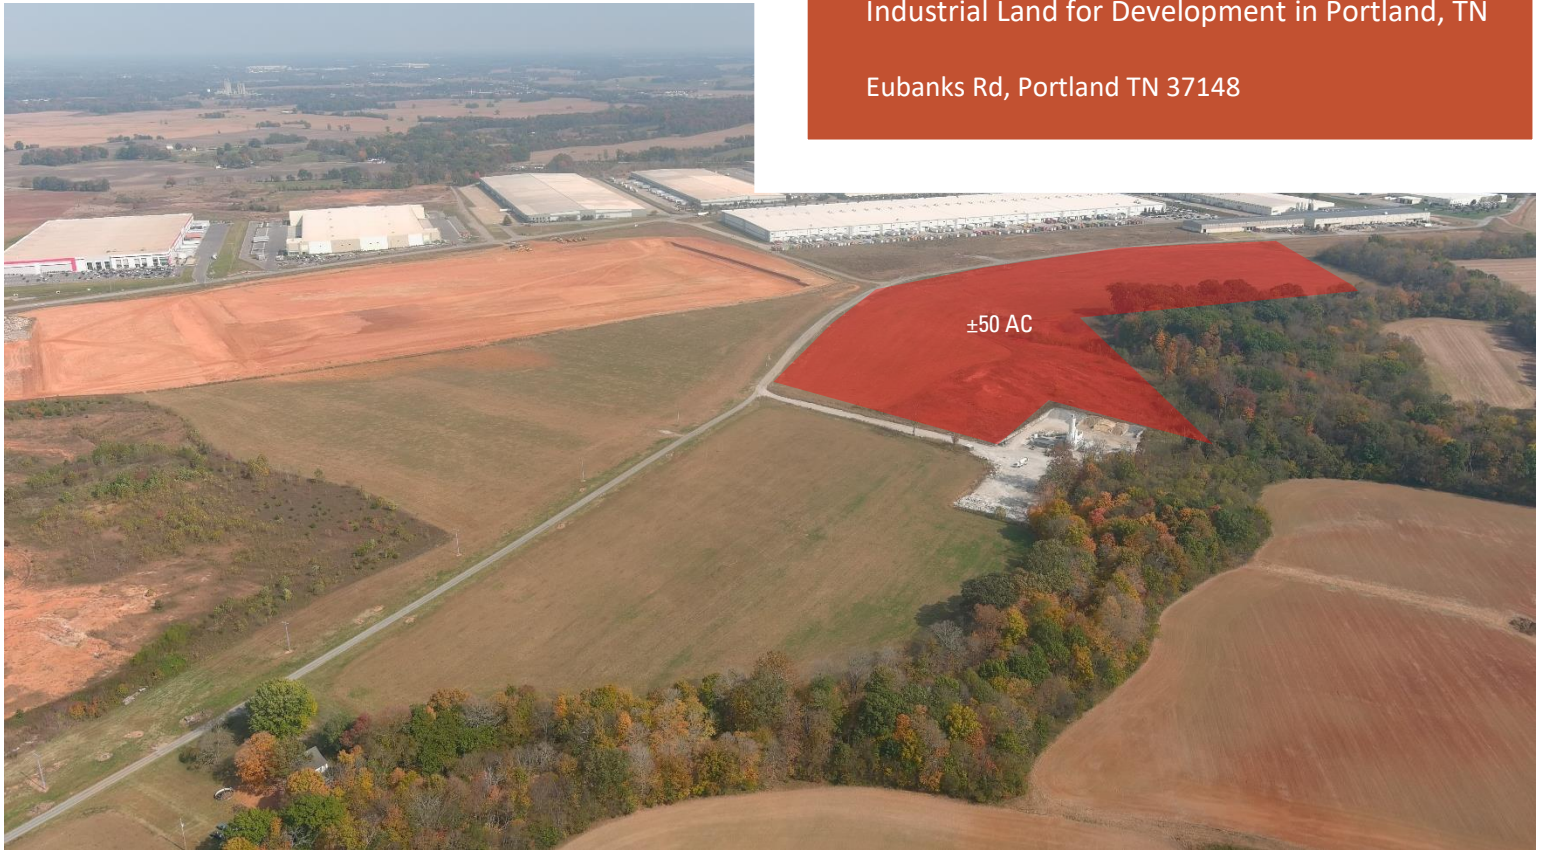 Industrial Land for Development in Portland, TN
Eubanks Rd, Portland TN 37148
±50 AC